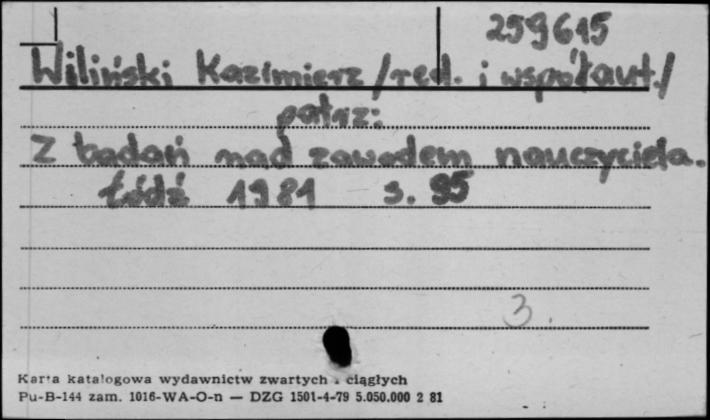 259615
Wiliński Kazimierz /red. i współaut./
patrz:
Z badań nad zawodem nauczyciela.
Łódź 1981 s. 95
3.
Karta katalogowa wydawnictw zwartych i ciągłych
Pu-B-144 zam. 1016-WA-O-n — DZG 1501-4-79 5.050.000 2 81